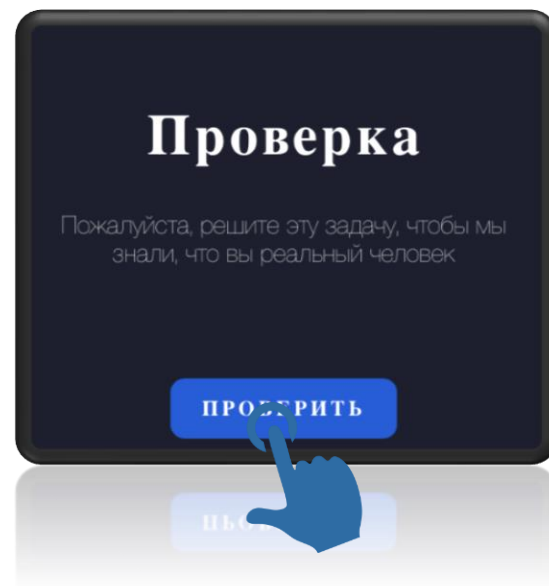 Проверка
Пожалуйста, решите эту задачу, чтобы мы
знали, что вы реальный человек
ПРОВЕРИТЬ